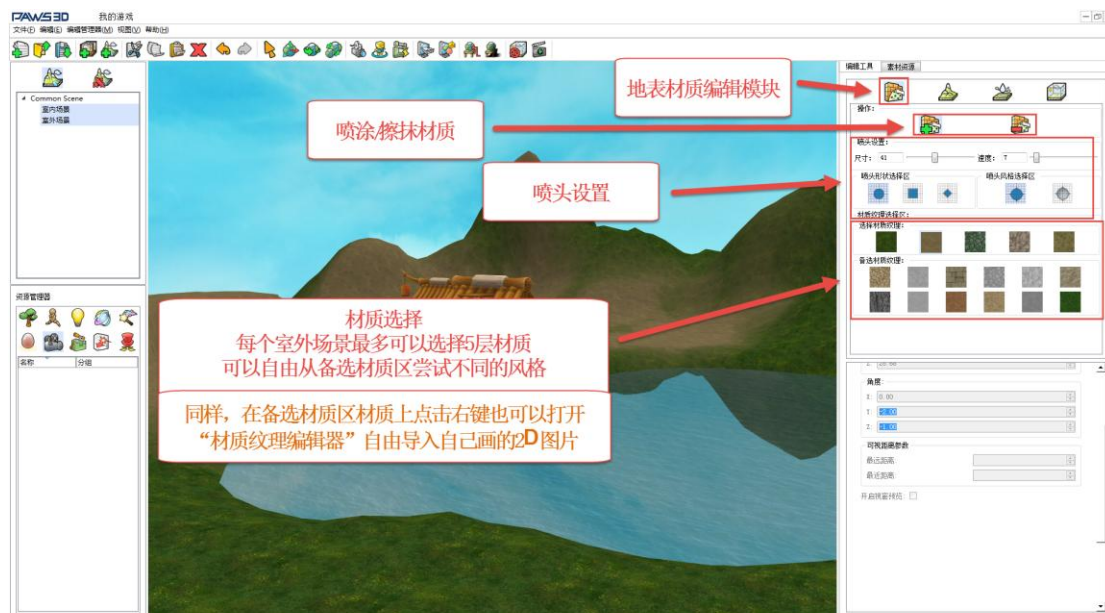 PAWS3D 我的游戏
文件(F) 编辑(E) 编辑管理器(M) 视图(V) 帮助(H)
编辑工具 素材资源
Common Scene
室内场景
室外场景
地表材质编辑模块
操作:
喷涂/擦抹材质
喷头设置:
尺寸: 速度: 7
喷头设置
喷头形状选择区 喷头风格选择区
材质纹理选择区:
选择材质纹理:
备选材质纹理:
资源管理器
名称 分组
材质选择
每个室外场景最多可以选择5层材质
可以自由从备选材质区尝试不同的风格
同样，在备选材质区材质上点击右键也可以打开
“材质纹理编辑器”自由导入自己画的2D图片
角度:
X: 0.00
Y:
Z:
可视距离参数
最远距离
最近距离